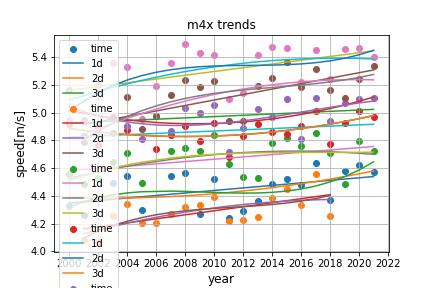 m4x trends
speed[m/s]
5.4
5.2
5.0
4.8
4.6
4.4
4.2
4.0
time
1d
2d
3d
time
1d
2d
3d
time
1d
2d
3d
time
1d
2d
3d
time
2000 2002 2004 2006 2008 2010 2012 2014 2016 2018 2020 2022
year